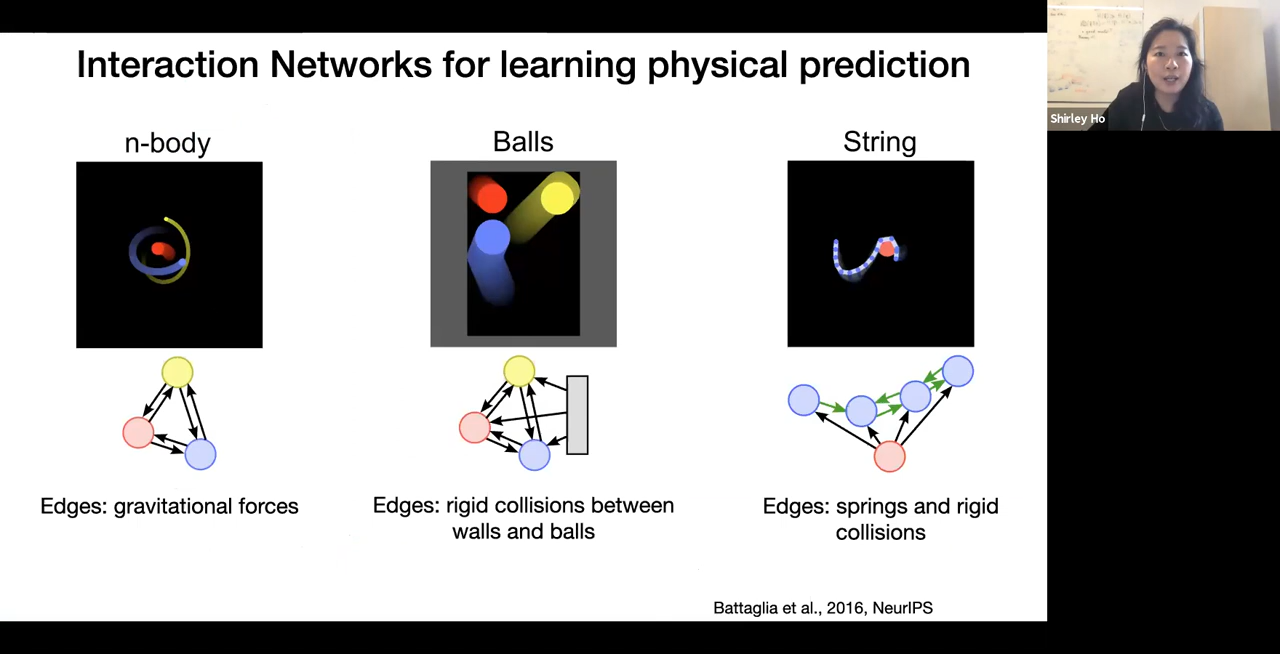 Interaction Networks for learning physical prediction
Shirley Ho
n-body
Balls
String
Edges: gravitational forces
Edges: rigid collisions between
walls and balls
Edges: springs and rigid
collisions
Battaglia et al., 2016, NeurIPS